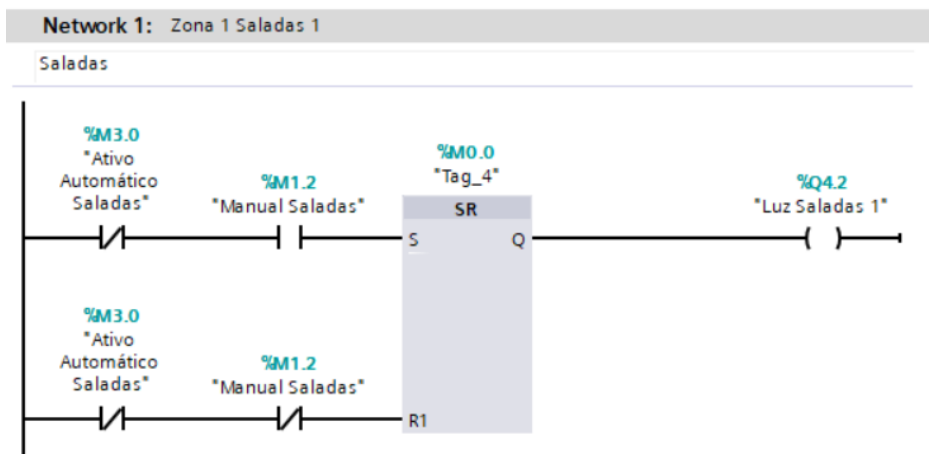 Network 1: Zona 1 Saladas 1
Saladas
%M3.0
"Ativo
Automático
Saladas"
%M1.2
"Manual Saladas"
%M0.0
"Tag_4"
SR
S
Q
%Q4.2
"Luz Saladas 1"
%M3.0
"Ativo
Automático
Saladas"
%M1.2
"Manual Saladas"
R1